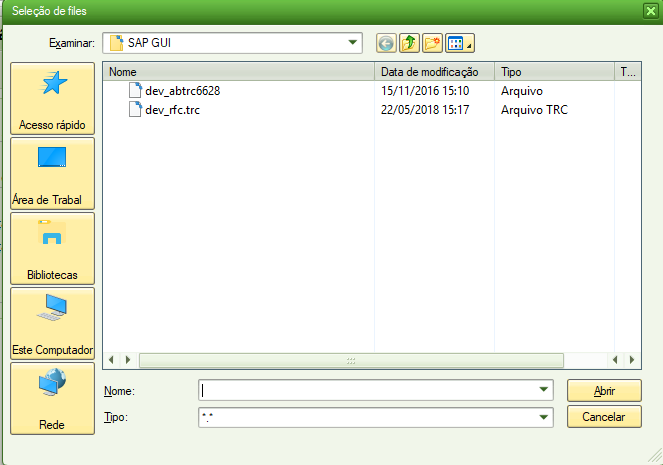 Seleção de files
Examinar: SAP GUI
Nome Data de modificação Tipo T...
dev_abtrc6628 15/11/2016 15:10 Arquivo
dev_rfc.trc 22/05/2018 15:17 Arquivo TRC
Acesso rápido
Área de Trabal
Bibliotecas
Este Computador
Rede
Nome: Abrir
Tipo: *.* Cancelar